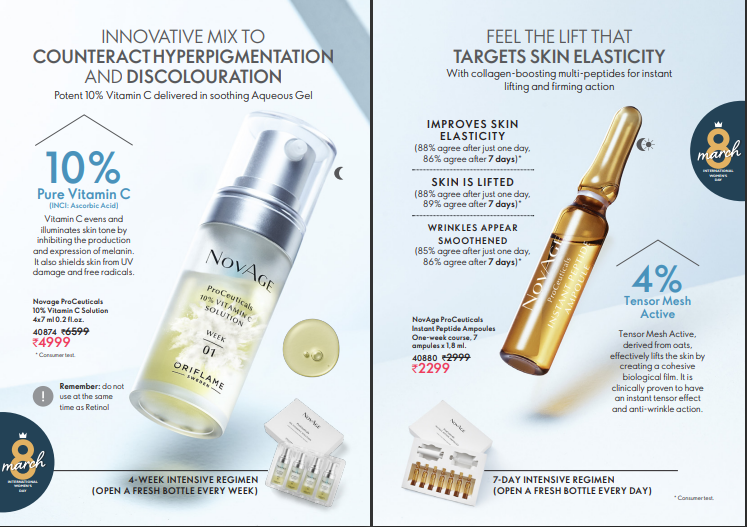 INNOVATIVE MIX TO
COUNTERACT HYPERPIGMENTATION
AND DISCOLOURATION
Potent 10% Vitamin C delivered in soothing Aqueous Gel
10%
Pure Vitamin C
(INCI: Ascorbic Acid)
Vitamin C evens and
illuminates skin tone by
inhibiting the production
and expression of melanin.
It also shields skin from UV
damage and free radicals.
Novage ProCeuticals
10% Vitamin C Solution
4x7 ml 0.2 fl.oz.
40874 ₹6599
₹4999
* Consumer test.
! Remember: do not
use at the same
time as Retinol
NOVAGE
ProCeuticals
10% VITAMIN C
SOLUTION
WEEK
01
ORIFLAME
SWEDEN
NOVAGE
8
march
INTERNATIONAL
WOMEN'S
DAY
4-WEEK INTENSIVE REGIMEN
(OPEN A FRESH BOTTLE EVERY WEEK)
FEEL THE LIFT THAT
TARGETS SKIN ELASTICITY
With collagen-boosting multi-peptides for instant
lifting and firming action
IMPROVES SKIN
ELASTICITY
(88% agree after just one day,
86% agree after 7 days)*
SKIN IS LIFTED
(88% agree after just one day,
89% agree after 7 days)*
WRINKLES APPEAR
SMOOTHENED
(85% agree after just one day,
86% agree after 7 days)*
8
march
INTERNATIONAL
WOMEN'S
DAY
NOVAGE
ProCeuticals
INSTANT PEPTIDE
AMPOULE
4%
Tensor Mesh
Active
Tensor Mesh Active,
derived from oats,
effectively lifts the skin by
creating a cohesive
biological film. It is
clinically proven to have
an instant tensor effect
and anti-wrinkle action.
NovAge ProCeuticals
Instant Peptide Ampoules
One-week course, 7
ampules x 1,8 ml.
40880 ₹2999
₹2299
NOVAGE
7-DAY INTENSIVE REGIMEN
(OPEN A FRESH BOTTLE EVERY DAY)
* Consumer test.